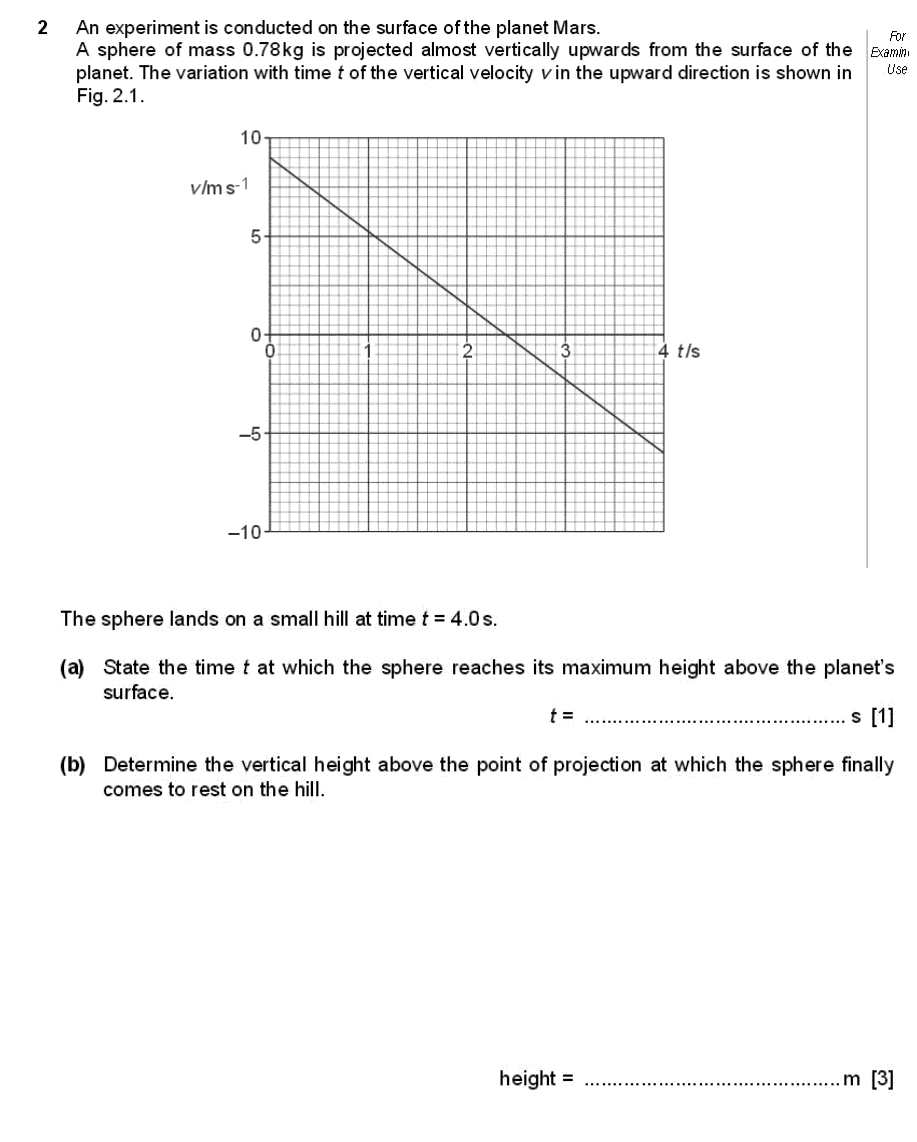 2 An experiment is conducted on the surface of the planet Mars.
A sphere of mass 0.78 kg is projected almost vertically upwards from the surface of the
planet. The variation with time t of the vertical velocity v in the upward direction is shown in
Fig. 2.1.
For
Examin
Use
10
v/m s-1
5
0
0 1 2 3 4 t/s
–5
–10
The sphere lands on a small hill at time t = 4.0 s.
(a) State the time t at which the sphere reaches its maximum height above the planet's
surface.
t = .............................................. s [1]
(b) Determine the vertical height above the point of projection at which the sphere finally
comes to rest on the hill.
height = ............................................. m [3]